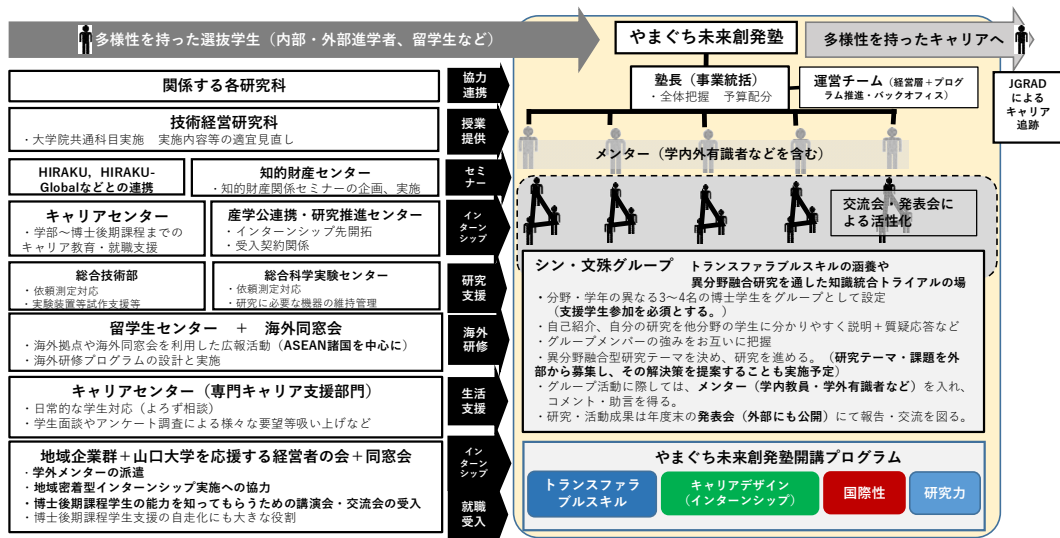 多様性を持った選抜学生（内部・外部進学者、留学生など）
やまぐち未来創発塾
多様性を持ったキャリアへ
関係する各研究科
協力
連携
技術経営研究科
・大学院共通科目実施　実施内容等の適宜見直し
授業
提供
HIRAKU，HIRAKU-
Globalなどとの連携
知的財産センター
・知的財産関係セミナーの企画、実施
セミ
ナー
キャリアセンター
・学部～博士後期課程までの
キャリア教育・就職支援
産学公連携・研究推進センター
・インターンシップ先開拓
・受入契約関係
イン
ターン
シップ
総合技術部
・依頼測定対応
・実験装置等試作支援等
総合科学実験センター
・依頼測定対応
・研究に必要な機器の維持管理
研究
支援
留学生センター　＋　海外同窓会
・海外拠点や海外同窓会を利用した広報活動（ASEAN諸国を中心に）
・海外研修プログラムの設計と実施
海外
研修
キャリアセンター（専門キャリア支援部門）
・日常的な学生対応（よろず相談）
・学生面談やアンケート調査による様々な要望等吸い上げなど
生活
支援
地域企業群＋山口大学を応援する経営者の会＋同窓会
・学外メンターの派遣
・地域密着型インターンシップ実施への協力
・博士後期課程学生の能力を知ってもらうための講演会・交流会の受入
・博士後期課程学生支援の自走化にも大きな役割
イン
ターン
シップ
就職
受入
塾長（事業統括）
・全体把握　予算配分
運営チーム（経営層＋プログ
ラム推進・バックオフィス）
JGRAD
による
キャリア
追跡
メンター（学内外有識者などを含む）
交流会・発表会に
よる活性化
シン・文殊グループ　トランスファラブルスキルの涵養や
異分野融合研究を通した知識統合トライアルの場
・分野・学年の異なる3～4名の博士学生をグループとして設定
（支援学生参加を必須とする。）
・自己紹介、自分の研究を他分野の学生に分かりやすく説明＋質疑応答など
・グループメンバーの強みをお互いに把握
・異分野融合型研究テーマを決め、研究を進める。（研究テーマ・課題を外
部から募集し、その解決策を提案することも実施予定）
・グループ活動に際しては、メンター（学内教員・学外有識者など）を入れ、
コメント・助言を得る。
・研究・活動成果は年度末の発表会（外部にも公開）にて報告・交流を図る。
やまぐち未来創発塾開講プログラム
トランスファラ
ブルスキル
キャリアデザイン
（インターンシップ）
国際性
研究力